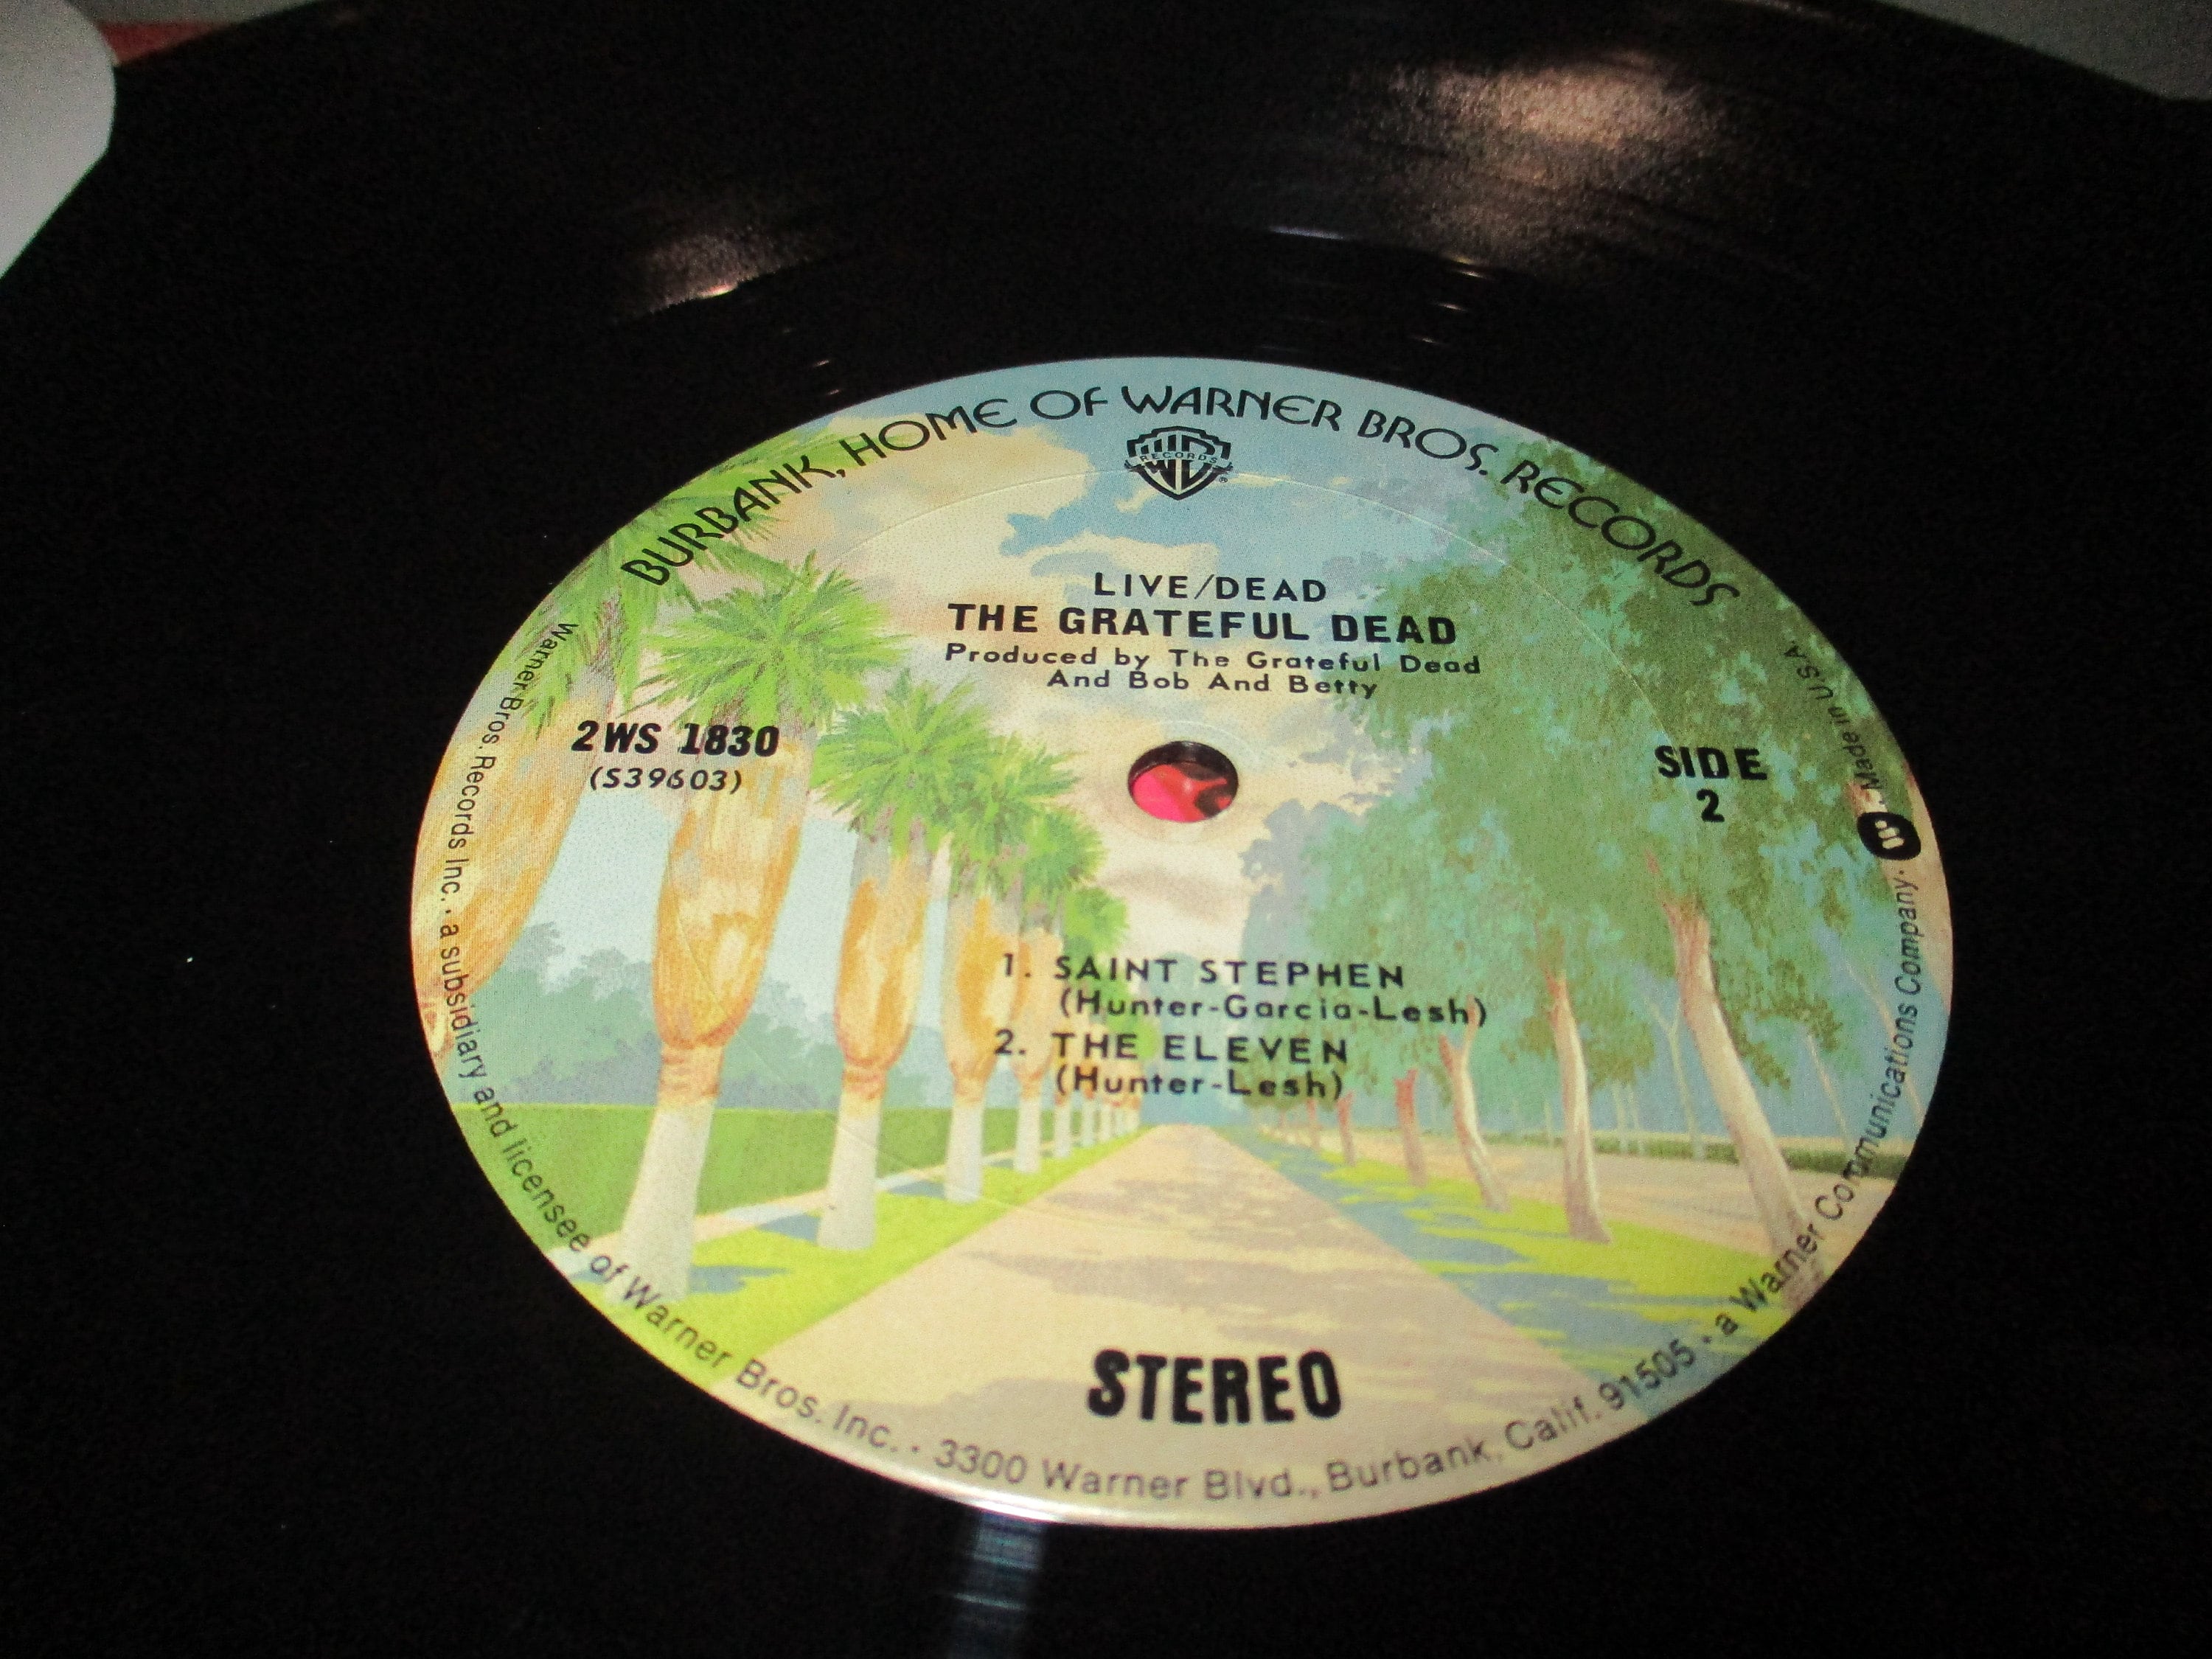 BURBANK, HOME OF WARNER BROS. RECORDS
RECORDS
LIVE/DEAD
THE GRATEFUL DEAD
Produced by The Grateful Dead
And Bob And Betty
2WS 1830
(S39603)
SIDE
2
1. SAINT STEPHEN
(Hunter-Garcia-Lesh)
2. THE ELEVEN
(Hunter-Lesh)
STEREO
Warner Bros. Records Inc. · a subsidiary and licensee of Warner Bros. Inc. · 3300 Warner Blvd., Burbank, Calif. 91505 · a Warner Communications Company · Made in U.S.A.